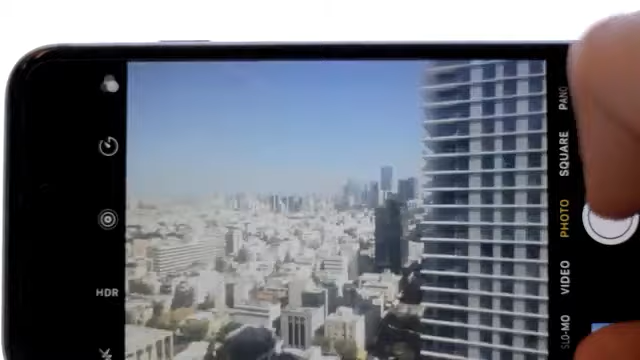 HDR
PANO
SQUARE
PHOTO
VIDEO
SLO-MO